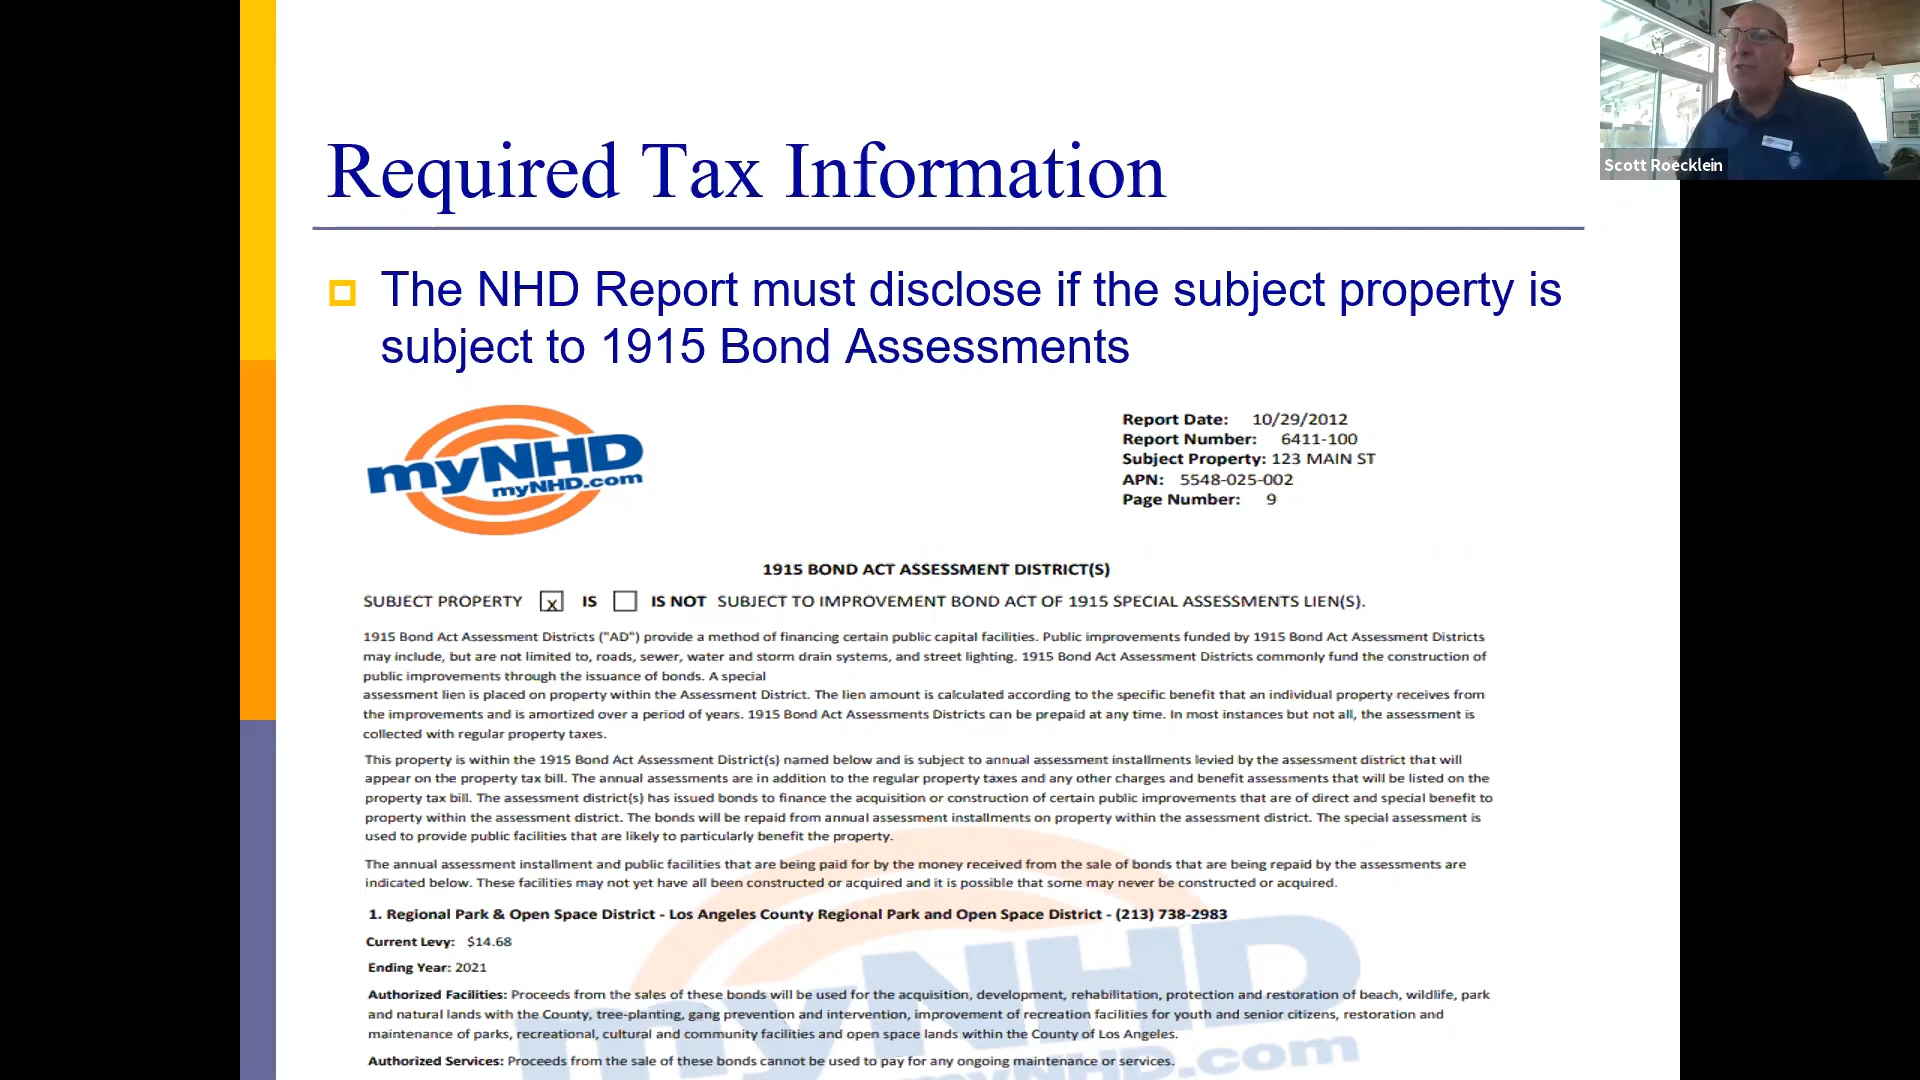 Required Tax Information
Scott Roecklein
The NHD Report must disclose if the subject property is
subject to 1915 Bond Assessments
myNHD
myNHD.com
Report Date: 10/29/2012
Report Number: 6411-100
Subject Property: 123 MAIN ST
APN: 5548-025-002
Page Number: 9
1915 BOND ACT ASSESSMENT DISTRICT(S)
SUBJECT PROPERTY x IS IS NOT SUBJECT TO IMPROVEMENT BOND ACT OF 1915 SPECIAL ASSESSMENTS LIEN(S).
1915 Bond Act Assessment Districts ("AD") provide a method of financing certain public capital facilities. Public improvements funded by 1915 Bond Act Assessment Districts
may include, but are not limited to, roads, sewer, water and storm drain systems, and street lighting. 1915 Bond Act Assessment Districts commonly fund the construction of
public improvements through the issuance of bonds. A special
assessment lien is placed on property within the Assessment District. The lien amount is calculated according to the specific benefit that an individual property receives from
the improvements and is amortized over a period of years. 1915 Bond Act Assessments Districts can be prepaid at any time. In most instances but not all, the assessment is
collected with regular property taxes.
This property is within the 1915 Bond Act Assessment District(s) named below and is subject to annual assessment installments levied by the assessment district that will
appear on the property tax bill. The annual assessments are in addition to the regular property taxes and any other charges and benefit assessments that will be listed on the
property tax bill. The assessment district(s) has issued bonds to finance the acquisition or construction of certain public improvements that are of direct and special benefit to
property within the assessment district. The bonds will be repaid from annual assessment installments on property within the assessment district. The special assessment is
used to provide public facilities that are likely to particularly benefit the property.
The annual assessment installment and public facilities that are being paid for by the money received from the sale of bonds that are being repaid by the assessments are
indicated below. These facilities may not yet have all been constructed or acquired and it is possible that some may never be constructed or acquired.
1. Regional Park & Open Space District - Los Angeles County Regional Park and Open Space District - (213) 738-2983
Current Levy: $14.68
Ending Year: 2021
Authorized Facilities: Proceeds from the sales of these bonds will be used for the acquisition, development, rehabilitation, protection and restoration of beach, wildlife, park
and natural lands with the County, tree-planting, gang prevention and intervention, improvement of recreation facilities for youth and senior citizens, restoration and
maintenance of parks, recreational, cultural and community facilities and open space lands within the County of Los Angeles.
Authorized Services: Proceeds from the sale of these bonds cannot be used to pay for any ongoing maintenance or services.
myNHD
myNHD.com